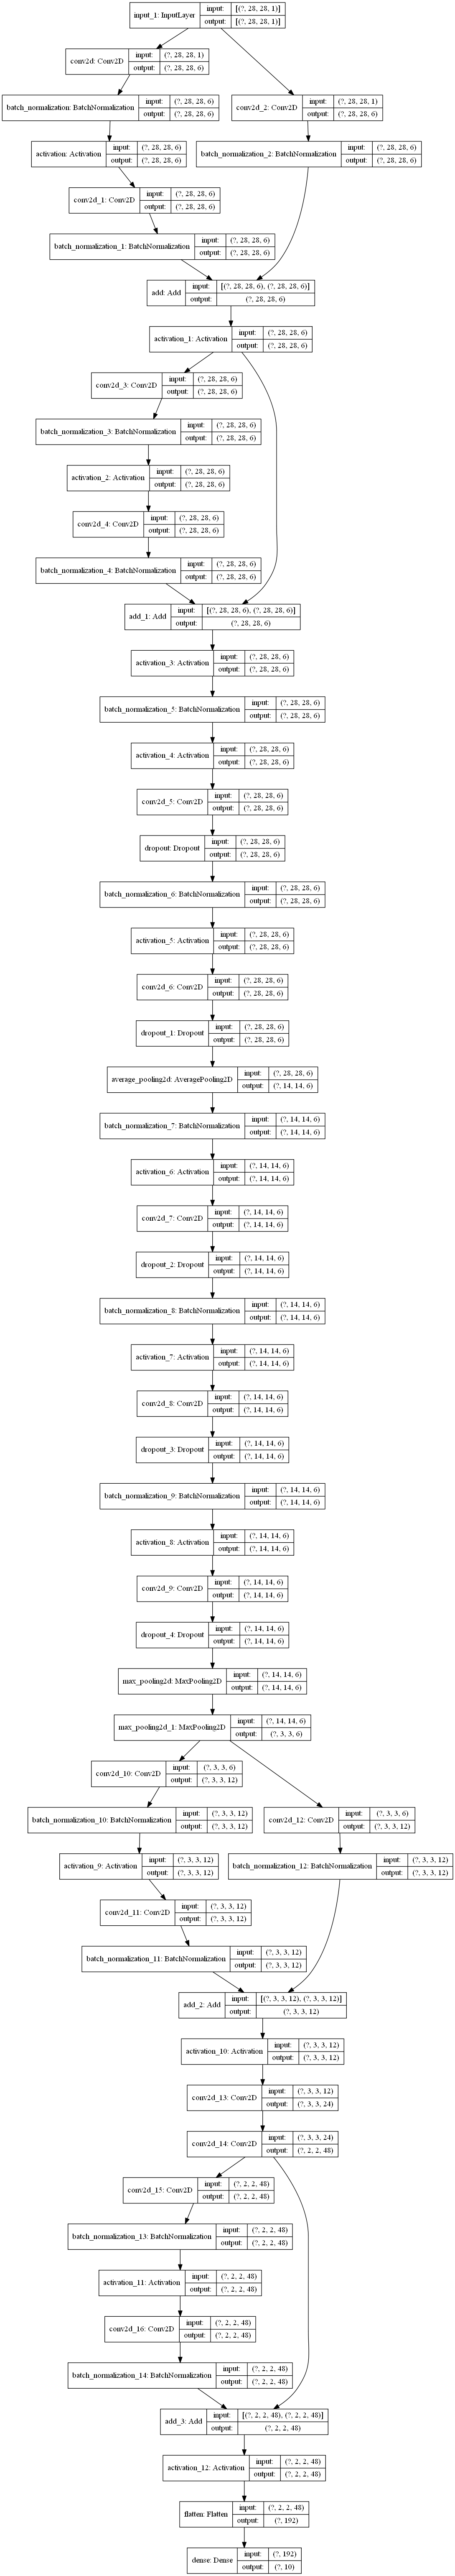 input_1: InputLayer input: [(?, 28, 28, 1)]
output: [(?, 28, 28, 1)]
conv2d: Conv2D input: (?, 28, 28, 1)
output: (?, 28, 28, 6)
batch_normalization: BatchNormalization input: (?, 28, 28, 6)
output: (?, 28, 28, 6)
conv2d_2: Conv2D input: (?, 28, 28, 1)
output: (?, 28, 28, 6)
activation: Activation input: (?, 28, 28, 6)
output: (?, 28, 28, 6)
batch_normalization_2: BatchNormalization input: (?, 28, 28, 6)
output: (?, 28, 28, 6)
conv2d_1: Conv2D input: (?, 28, 28, 6)
output: (?, 28, 28, 6)
batch_normalization_1: BatchNormalization input: (?, 28, 28, 6)
output: (?, 28, 28, 6)
add: Add input: [(?, 28, 28, 6), (?, 28, 28, 6)]
output: (?, 28, 28, 6)
activation_1: Activation input: (?, 28, 28, 6)
output: (?, 28, 28, 6)
conv2d_3: Conv2D input: (?, 28, 28, 6)
output: (?, 28, 28, 6)
batch_normalization_3: BatchNormalization input: (?, 28, 28, 6)
output: (?, 28, 28, 6)
activation_2: Activation input: (?, 28, 28, 6)
output: (?, 28, 28, 6)
conv2d_4: Conv2D input: (?, 28, 28, 6)
output: (?, 28, 28, 6)
batch_normalization_4: BatchNormalization input: (?, 28, 28, 6)
output: (?, 28, 28, 6)
add_1: Add input: [(?, 28, 28, 6), (?, 28, 28, 6)]
output: (?, 28, 28, 6)
activation_3: Activation input: (?, 28, 28, 6)
output: (?, 28, 28, 6)
batch_normalization_5: BatchNormalization input: (?, 28, 28, 6)
output: (?, 28, 28, 6)
activation_4: Activation input: (?, 28, 28, 6)
output: (?, 28, 28, 6)
conv2d_5: Conv2D input: (?, 28, 28, 6)
output: (?, 28, 28, 6)
dropout: Dropout input: (?, 28, 28, 6)
output: (?, 28, 28, 6)
batch_normalization_6: BatchNormalization input: (?, 28, 28, 6)
output: (?, 28, 28, 6)
activation_5: Activation input: (?, 28, 28, 6)
output: (?, 28, 28, 6)
conv2d_6: Conv2D input: (?, 28, 28, 6)
output: (?, 28, 28, 6)
dropout_1: Dropout input: (?, 28, 28, 6)
output: (?, 28, 28, 6)
average_pooling2d: AveragePooling2D input: (?, 28, 28, 6)
output: (?, 14, 14, 6)
batch_normalization_7: BatchNormalization input: (?, 14, 14, 6)
output: (?, 14, 14, 6)
activation_6: Activation input: (?, 14, 14, 6)
output: (?, 14, 14, 6)
conv2d_7: Conv2D input: (?, 14, 14, 6)
output: (?, 14, 14, 6)
dropout_2: Dropout input: (?, 14, 14, 6)
output: (?, 14, 14, 6)
batch_normalization_8: BatchNormalization input: (?, 14, 14, 6)
output: (?, 14, 14, 6)
activation_7: Activation input: (?, 14, 14, 6)
output: (?, 14, 14, 6)
conv2d_8: Conv2D input: (?, 14, 14, 6)
output: (?, 14, 14, 6)
dropout_3: Dropout input: (?, 14, 14, 6)
output: (?, 14, 14, 6)
batch_normalization_9: BatchNormalization input: (?, 14, 14, 6)
output: (?, 14, 14, 6)
activation_8: Activation input: (?, 14, 14, 6)
output: (?, 14, 14, 6)
conv2d_9: Conv2D input: (?, 14, 14, 6)
output: (?, 14, 14, 6)
dropout_4: Dropout input: (?, 14, 14, 6)
output: (?, 14, 14, 6)
max_pooling2d: MaxPooling2D input: (?, 14, 14, 6)
output: (?, 14, 14, 6)
max_pooling2d_1: MaxPooling2D input: (?, 14, 14, 6)
output: (?, 3, 3, 6)
conv2d_10: Conv2D input: (?, 3, 3, 6)
output: (?, 3, 3, 12)
batch_normalization_10: BatchNormalization input: (?, 3, 3, 12)
output: (?, 3, 3, 12)
conv2d_12: Conv2D input: (?, 3, 3, 6)
output: (?, 3, 3, 12)
activation_9: Activation input: (?, 3, 3, 12)
output: (?, 3, 3, 12)
batch_normalization_12: BatchNormalization input: (?, 3, 3, 12)
output: (?, 3, 3, 12)
conv2d_11: Conv2D input: (?, 3, 3, 12)
output: (?, 3, 3, 12)
batch_normalization_11: BatchNormalization input: (?, 3, 3, 12)
output: (?, 3, 3, 12)
add_2: Add input: [(?, 3, 3, 12), (?, 3, 3, 12)]
output: (?, 3, 3, 12)
activation_10: Activation input: (?, 3, 3, 12)
output: (?, 3, 3, 12)
conv2d_13: Conv2D input: (?, 3, 3, 12)
output: (?, 3, 3, 24)
conv2d_14: Conv2D input: (?, 3, 3, 24)
output: (?, 2, 2, 48)
conv2d_15: Conv2D input: (?, 2, 2, 48)
output: (?, 2, 2, 48)
batch_normalization_13: BatchNormalization input: (?, 2, 2, 48)
output: (?, 2, 2, 48)
activation_11: Activation input: (?, 2, 2, 48)
output: (?, 2, 2, 48)
conv2d_16: Conv2D input: (?, 2, 2, 48)
output: (?, 2, 2, 48)
batch_normalization_14: BatchNormalization input: (?, 2, 2, 48)
output: (?, 2, 2, 48)
add_3: Add input: [(?, 2, 2, 48), (?, 2, 2, 48)]
output: (?, 2, 2, 48)
activation_12: Activation input: (?, 2, 2, 48)
output: (?, 2, 2, 48)
flatten: Flatten input: (?, 2, 2, 48)
output: (?, 192)
dense: Dense input: (?, 192)
output: (?, 10)